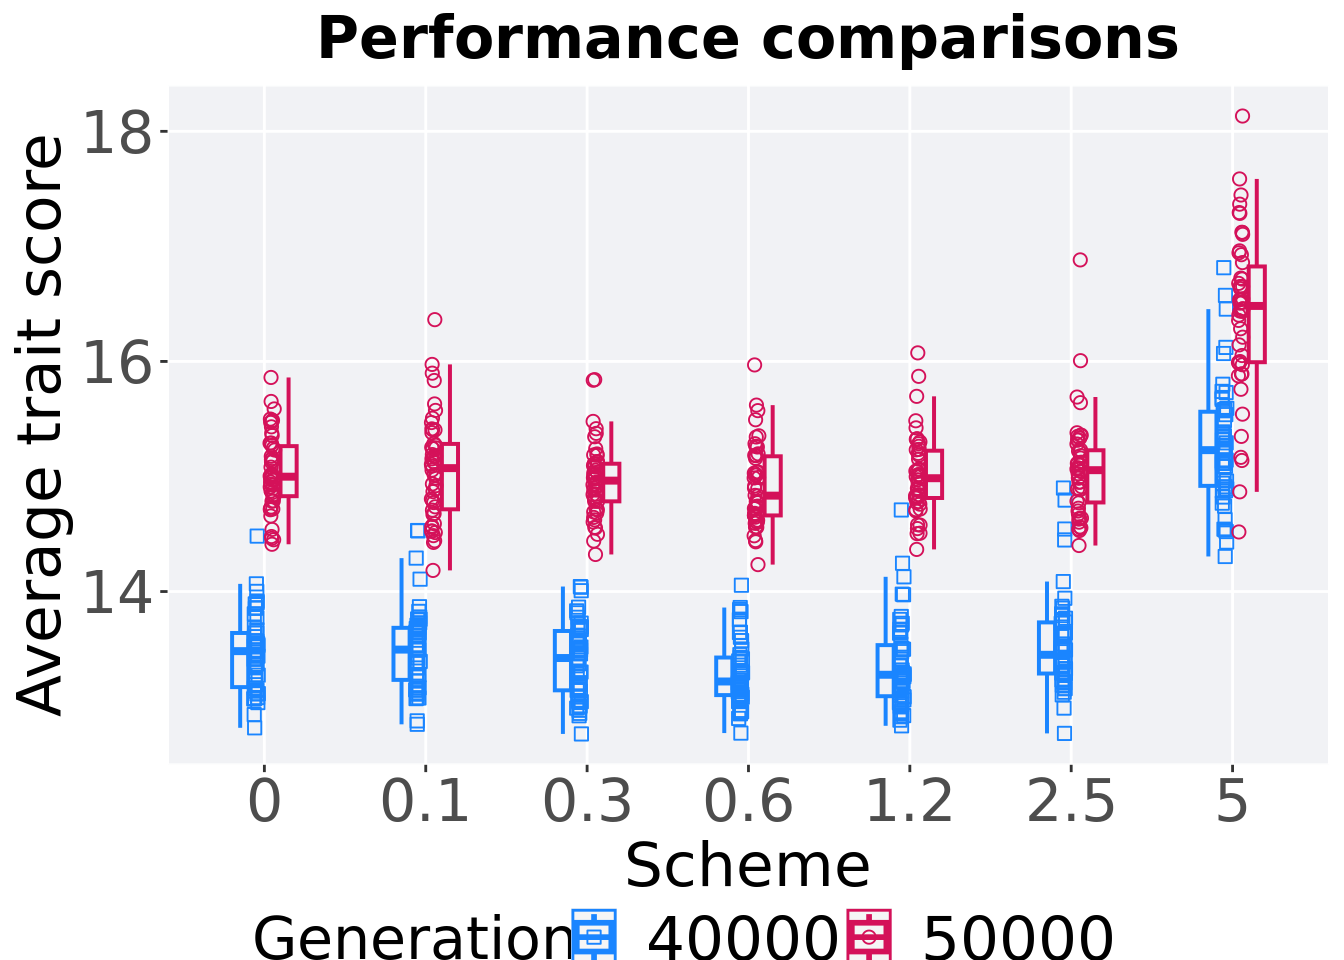 Performance comparisons
Average trait score
18
16
14
0 0.1 0.3 0.6 1.2 2.5 5
Scheme
Generation 40000 50000